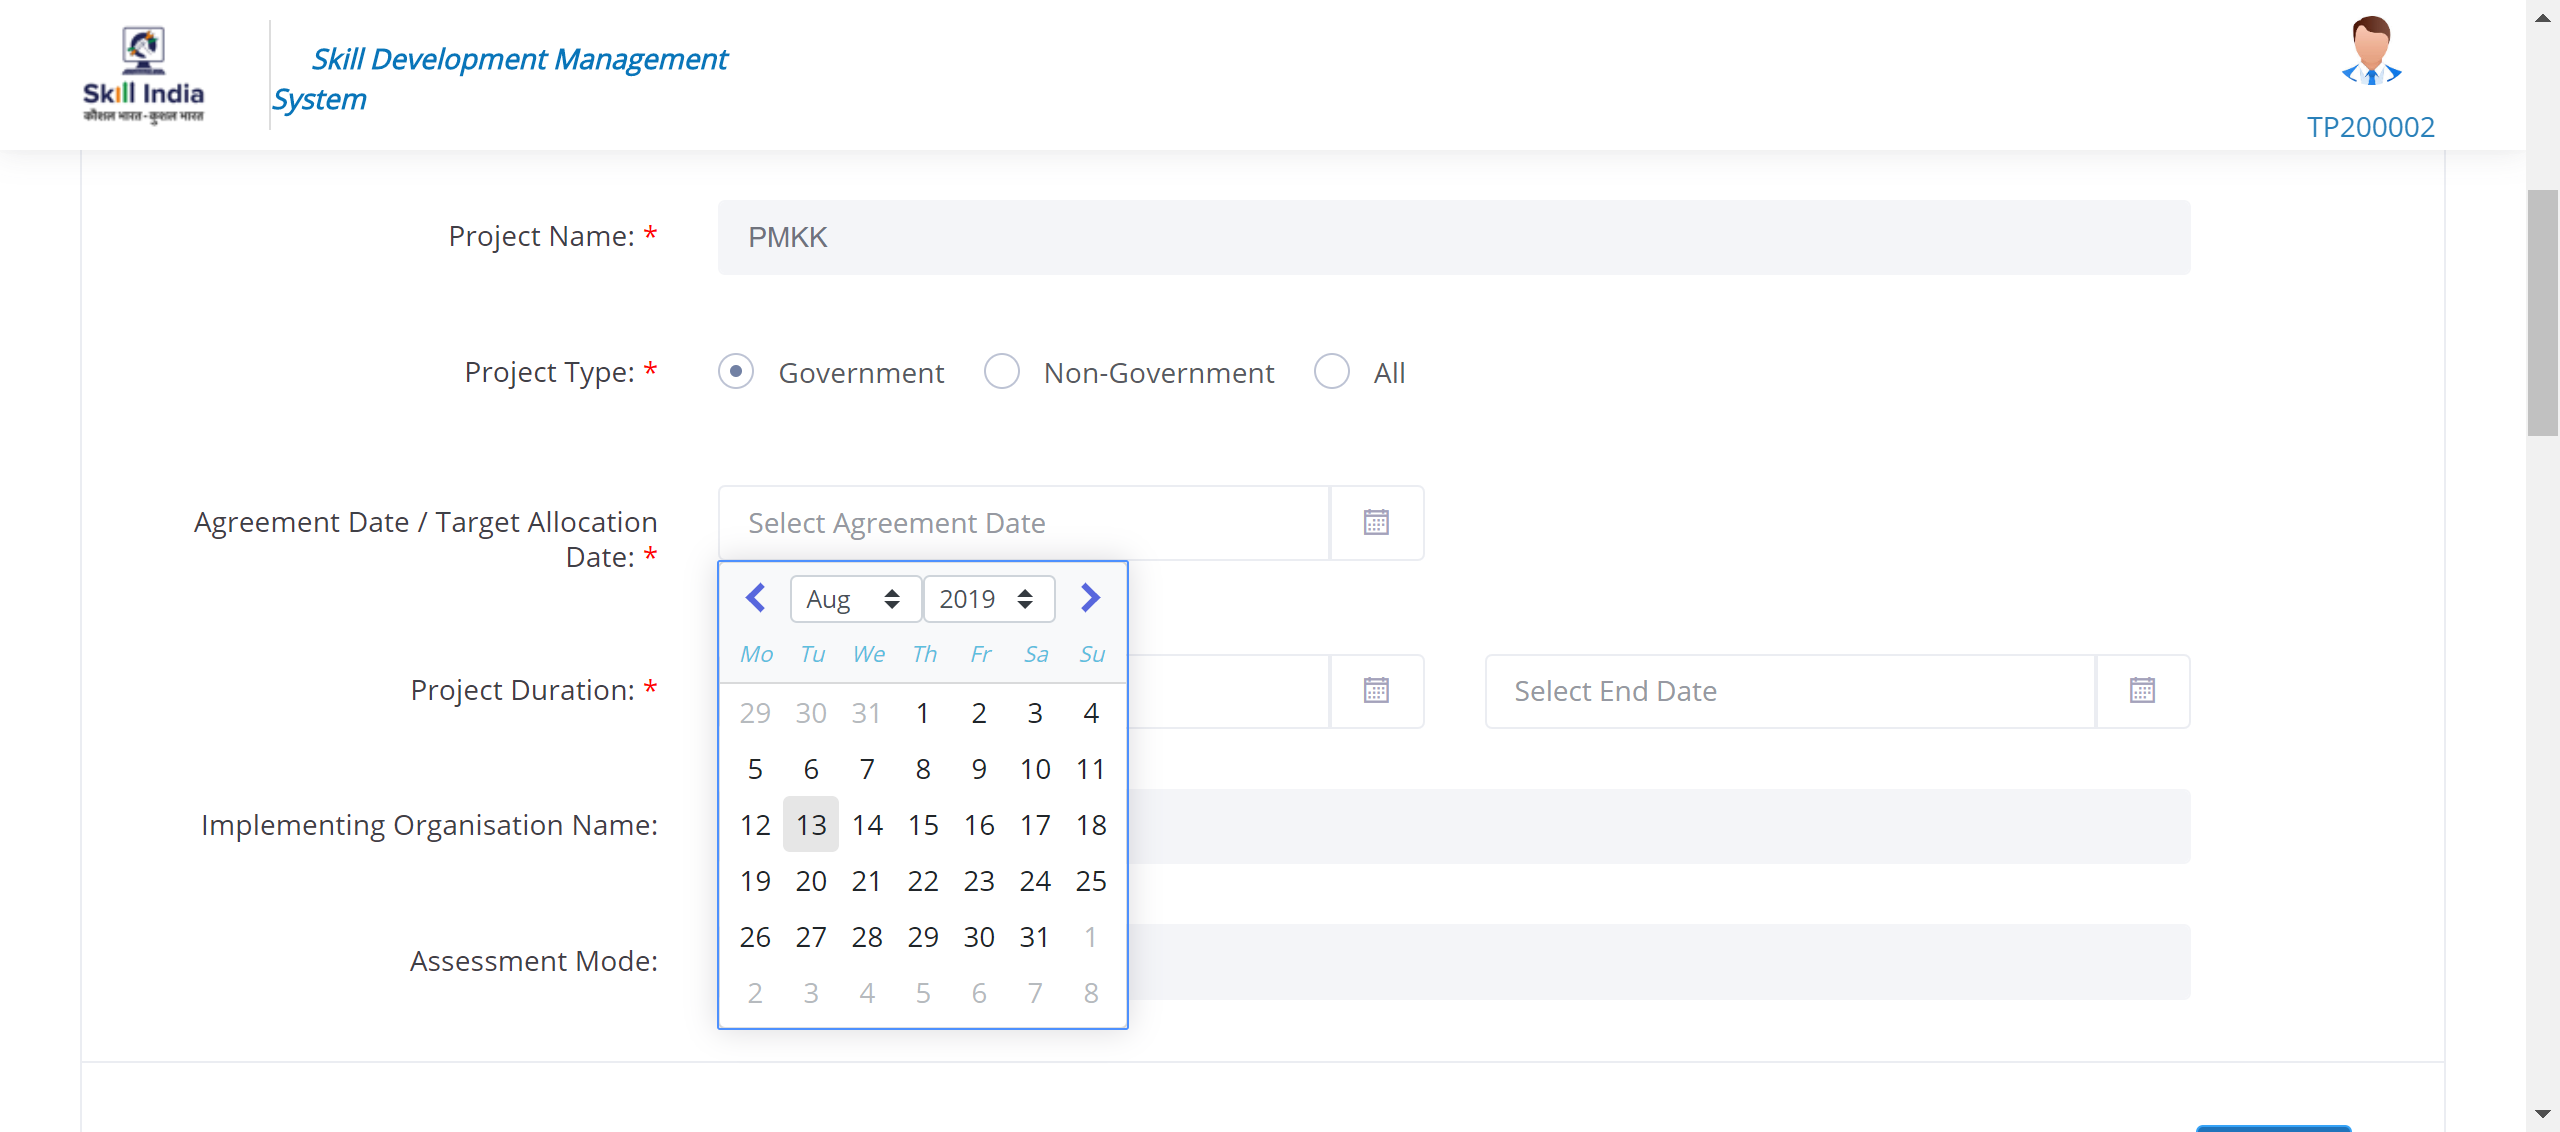 Skill India
कौशल भारत - कुशल भारत
Skill Development Management
System
TP200002
Project Name: *
PMKK
Project Type: *
Government
Non-Government
All
Agreement Date / Target Allocation
Date: *
Select Agreement Date
Aug
2019
Mo Tu We Th Fr Sa Su
29 30 31 1 2 3 4
5 6 7 8 9 10 11
12 13 14 15 16 17 18
19 20 21 22 23 24 25
26 27 28 29 30 31 1
2 3 4 5 6 7 8
Project Duration: *
Select End Date
Implementing Organisation Name:
Assessment Mode: